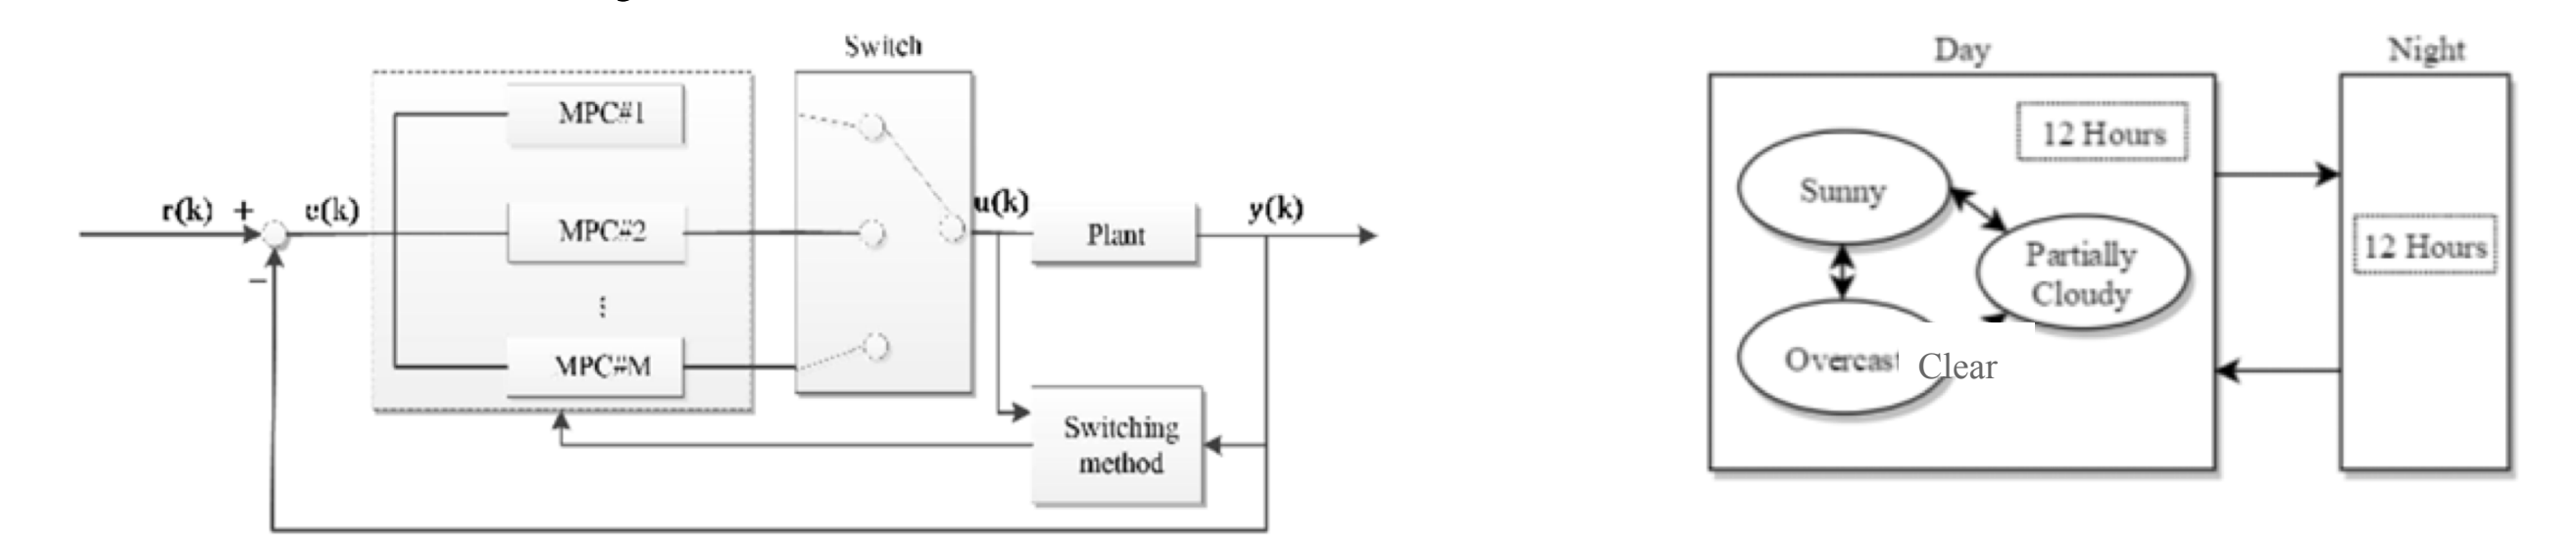 Switch
MPC#1
r(k) + e(k)
MPC#2
u(k)
Plant
y(k)
−
⋮
MPC#M
Switching
method
Day
Night
12 Hours
Sunny
Partially
Cloudy
12 Hours
Overcast
Clear